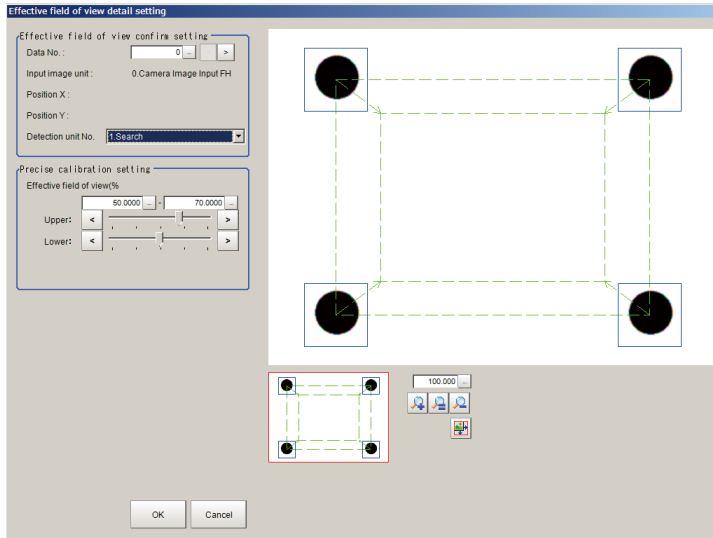 Effective field of view detail setting
Effective field of view confirm setting
Data No. : 0 ... < >
Input image unit : 0.Camera Image Input FH
Position X :
Position Y :
Detection unit No. 1.Search
Precise calibration setting
Effective field of view(%
50.0000 ... - 70.0000 ...
Upper: < >
Lower: < >
100.000 ...
OK Cancel